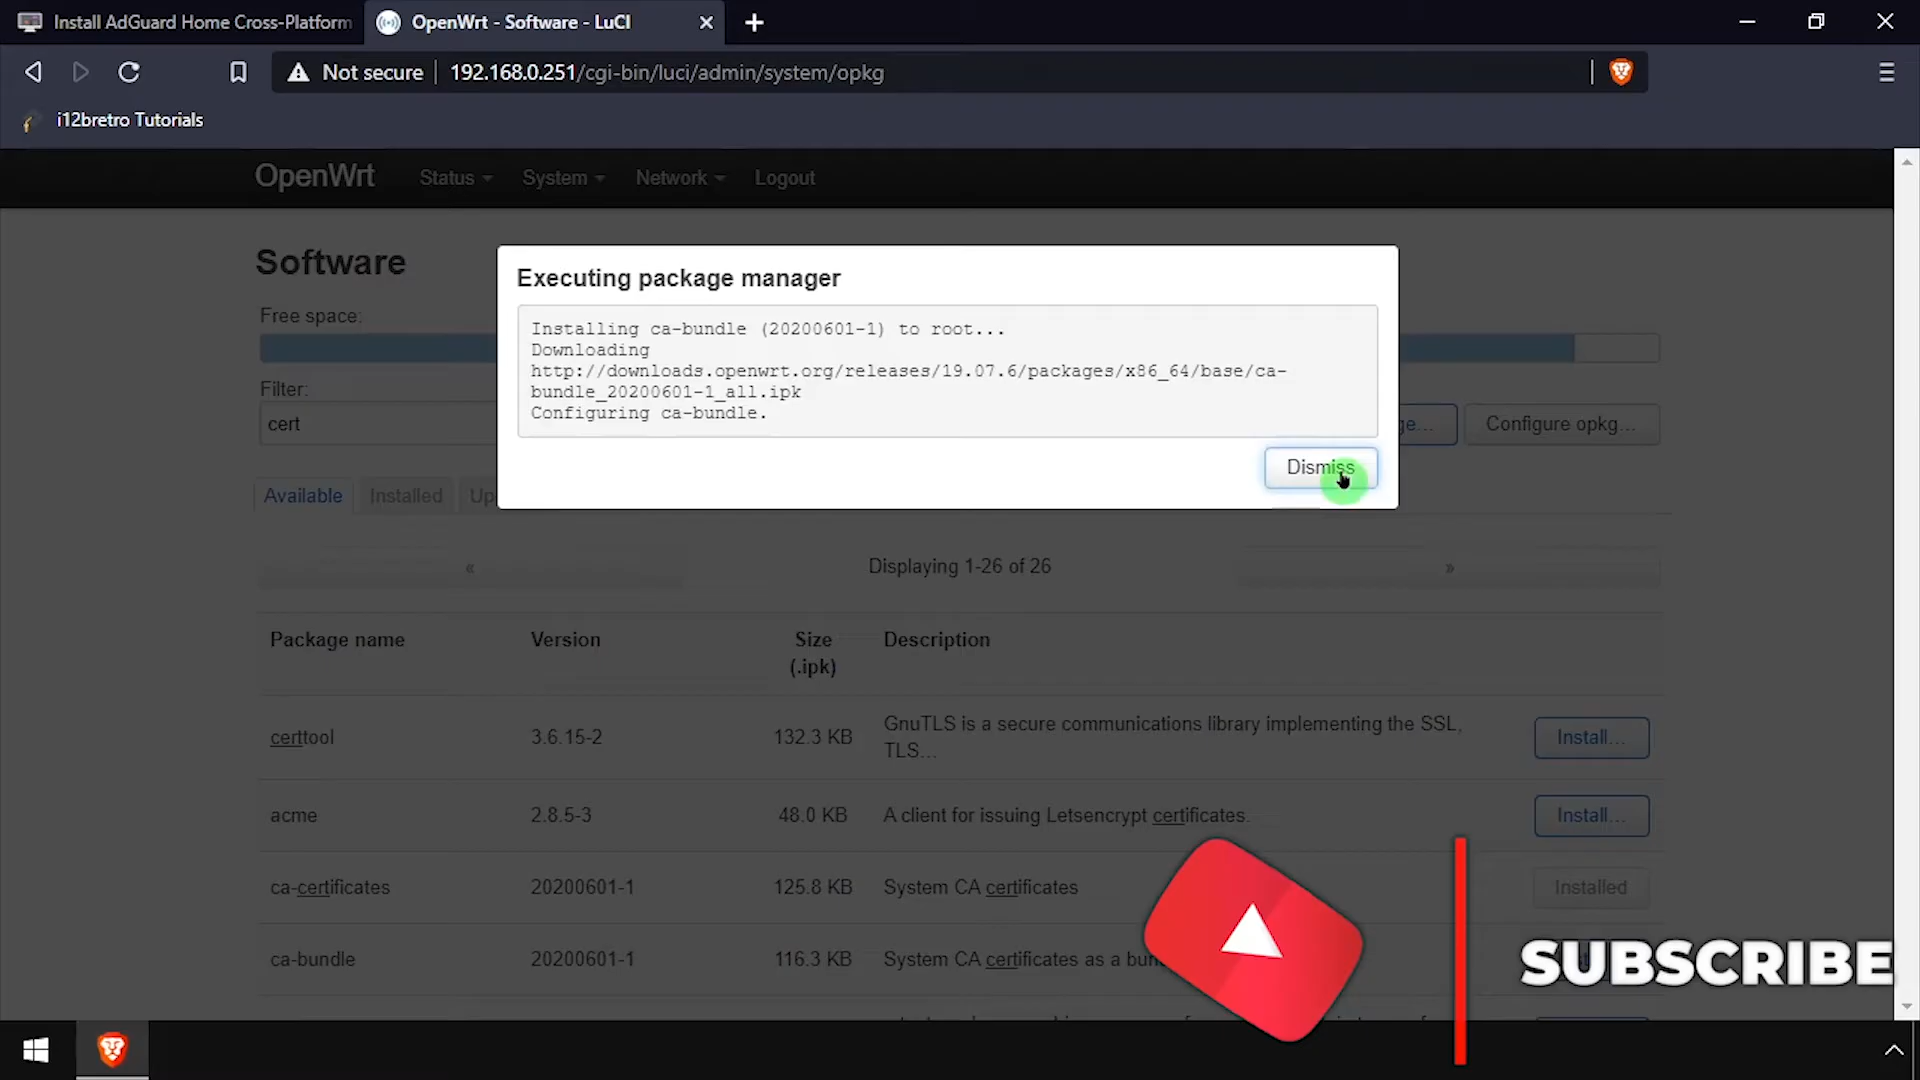 Install AdGuard Home Cross-Platform
OpenWrt - Software - LuCI
Not secure
192.168.0.251/cgi-bin/luci/admin/system/opkg
i12bretro Tutorials
OpenWrt
Status
System
Network
Logout
Software
Executing package manager
Free space:
Installing ca-bundle (20200601-1) to root...
Downloading
http://downloads.openwrt.org/releases/19.07.6/packages/x86_64/base/ca-
bundle_20200601-1_all.ipk
Configuring ca-bundle.
Filter:
cert
ge...
Configure opkg...
Dismiss
Available
Installed
Up
«
Displaying 1-26 of 26
»
Package name
Version
Size
(.ipk)
Description
certtool
3.6.15-2
132.3 KB
GnuTLS is a secure communications library implementing the SSL,
TLS…
Install...
acme
2.8.5-3
48.0 KB
A client for issuing Letsencrypt certificates.
Install...
ca-certificates
20200601-1
125.8 KB
System CA certificates
Installed
ca-bundle
20200601-1
116.3 KB
System CA certificates as a bun
SUBSCRIBE